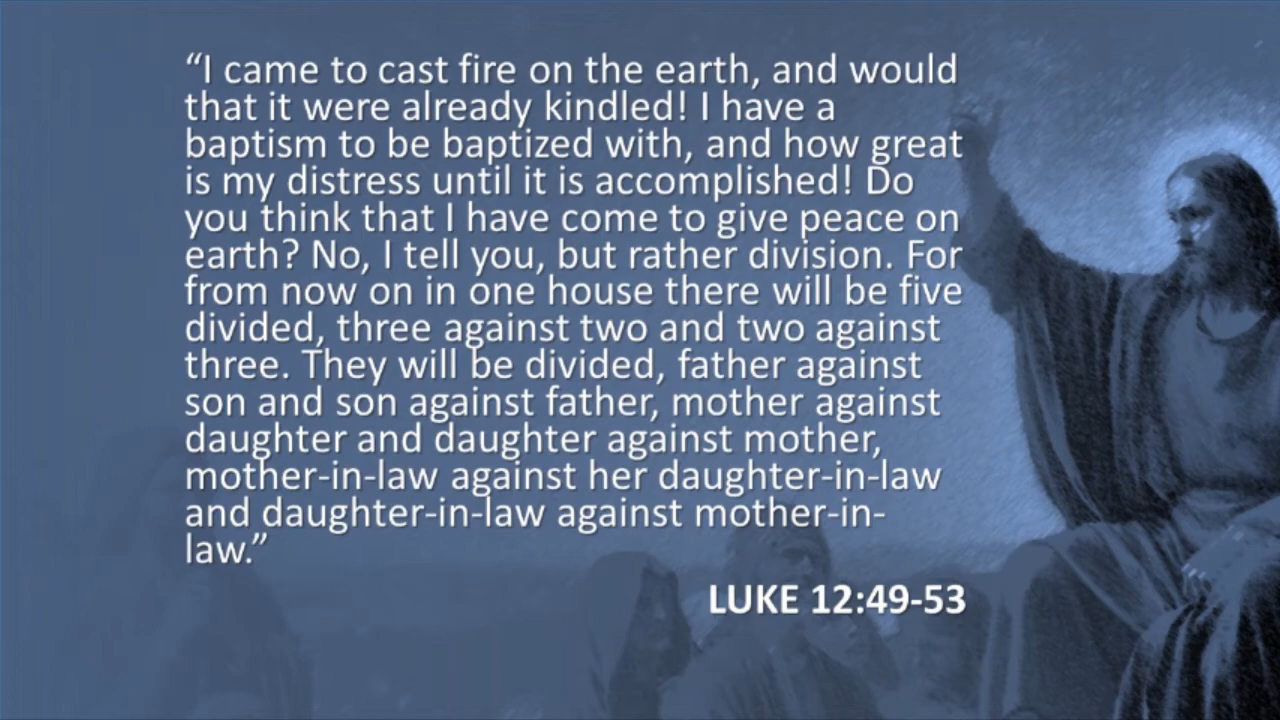 “I came to cast fire on the earth, and would
that it were already kindled! I have a
baptism to be baptized with, and how great
is my distress until it is accomplished! Do
you think that I have come to give peace on
earth? No, I tell you, but rather division. For
from now on in one house there will be five
divided, three against two and two against
three. They will be divided, father against
son and son against father, mother against
daughter and daughter against mother,
mother-in-law against her daughter-in-law
and daughter-in-law against mother-in-
law.”
LUKE 12:49-53